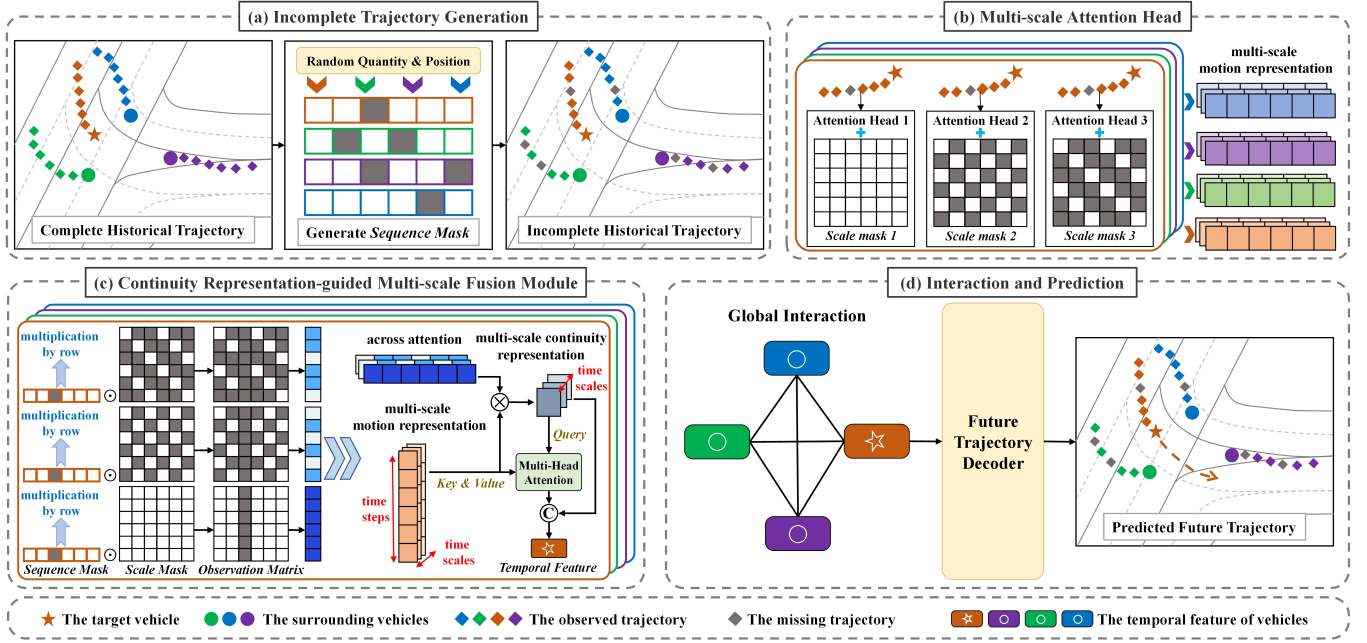 (a) Incomplete Trajectory Generation
Random Quantity & Position
Complete Historical Trajectory
Generate Sequence Mask
Incomplete Historical Trajectory
(b) Multi-scale Attention Head
Attention Head 1
Attention Head 2
Attention Head 3
Scale mask 1
Scale mask 2
Scale mask 3
multi-scale
motion representation
(c) Continuity Representation-guided Multi-scale Fusion Module
multiplication
by row
multiplication
by row
multiplication
by row
Sequence Mask
Scale Mask
Observation Matrix
across attention
multi-scale continuity
representation
time
scales
multi-scale
motion representation
Query
Key & Value
Multi-Head
Attention
time
steps
C
time
scales
Temporal Feature
(d) Interaction and Prediction
Global Interaction
Future
Trajectory
Decoder
Predicted Future Trajectory
The target vehicle
The surrounding vehicles
The observed trajectory
The missing trajectory
The temporal feature of vehicles